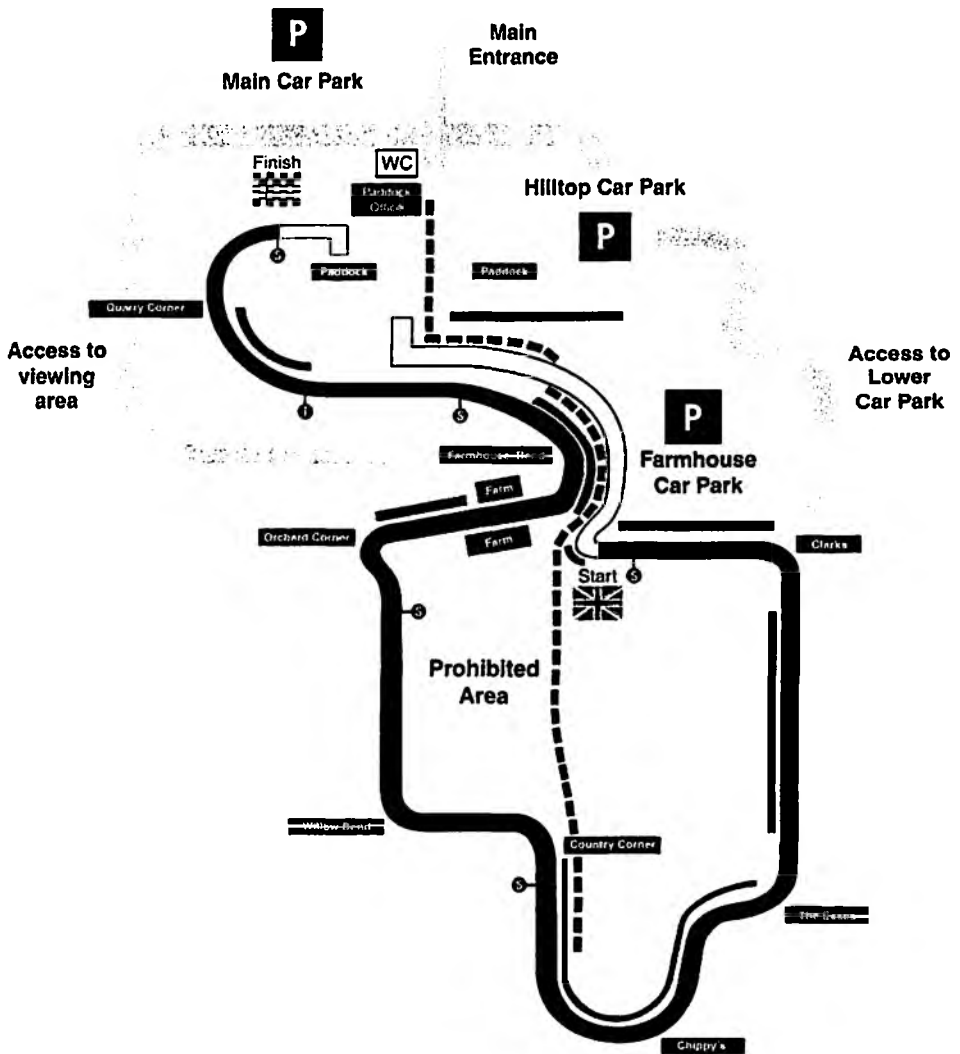 P
Main Car Park
Main
Entrance
Finish
WC
Paddock
Office
Hilltop Car Park
P
S
Paddock
Paddock
Quarry Corner
Access to
viewing
area
Access to
Lower
Car Park
S
P
Farmhouse
Car Park
Farmhouse Bend
Farm
Farm
Orchard Corner
Clarks
Start
S
S
Prohibited
Area
Willow Bend
Country Corner
S
The Esses
Chippy's